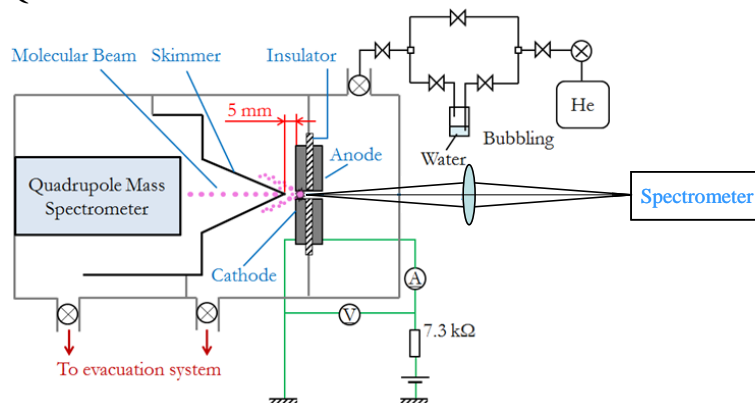 Molecular Beam
Skimmer
Insulator
5 mm
He
Anode
Bubbling
Water
Quadrupole Mass
Spectrometer
Spectrometer
Cathode
A
V
7.3 kΩ
To evacuation system